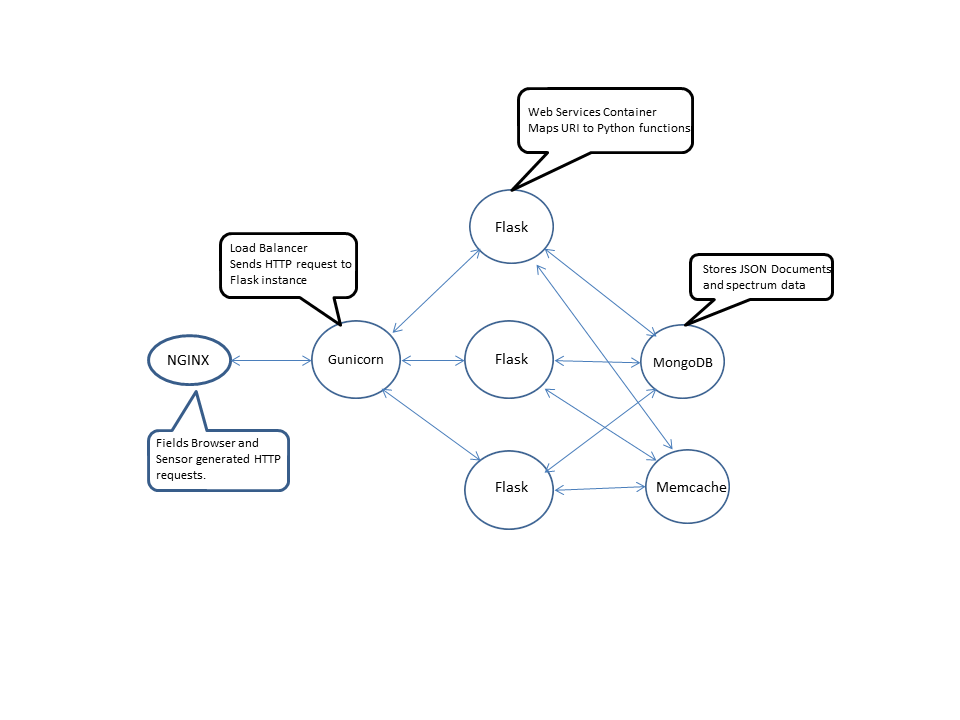 Web Services Container
Maps URI to Python functions
Flask
Load Balancer
Sends HTTP request to
Flask instance
Stores JSON Documents
and spectrum data
NGINX
Gunicorn
Flask
MongoDB
Fields Browser and
Sensor generated HTTP
requests.
Flask
Memcache